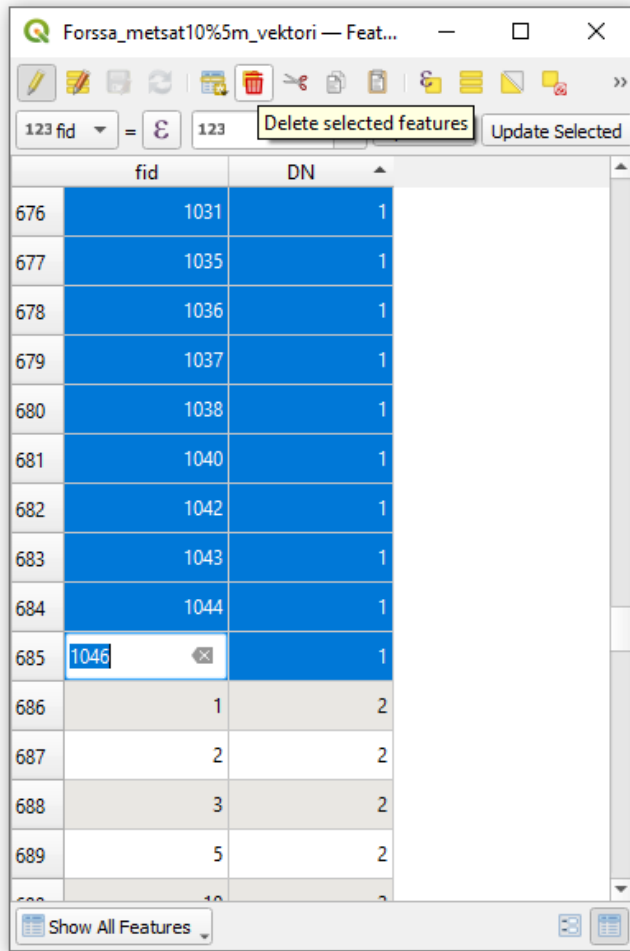 Forssa_metsat10%5m_vektori — Feat...
Delete selected features
123 fid = ε 123 Update Selected
fid DN
676 1031 1
677 1035 1
678 1036 1
679 1037 1
680 1038 1
681 1040 1
682 1042 1
683 1043 1
684 1044 1
685 1046 1
686 1 2
687 2 2
688 3 2
689 5 2
Show All Features